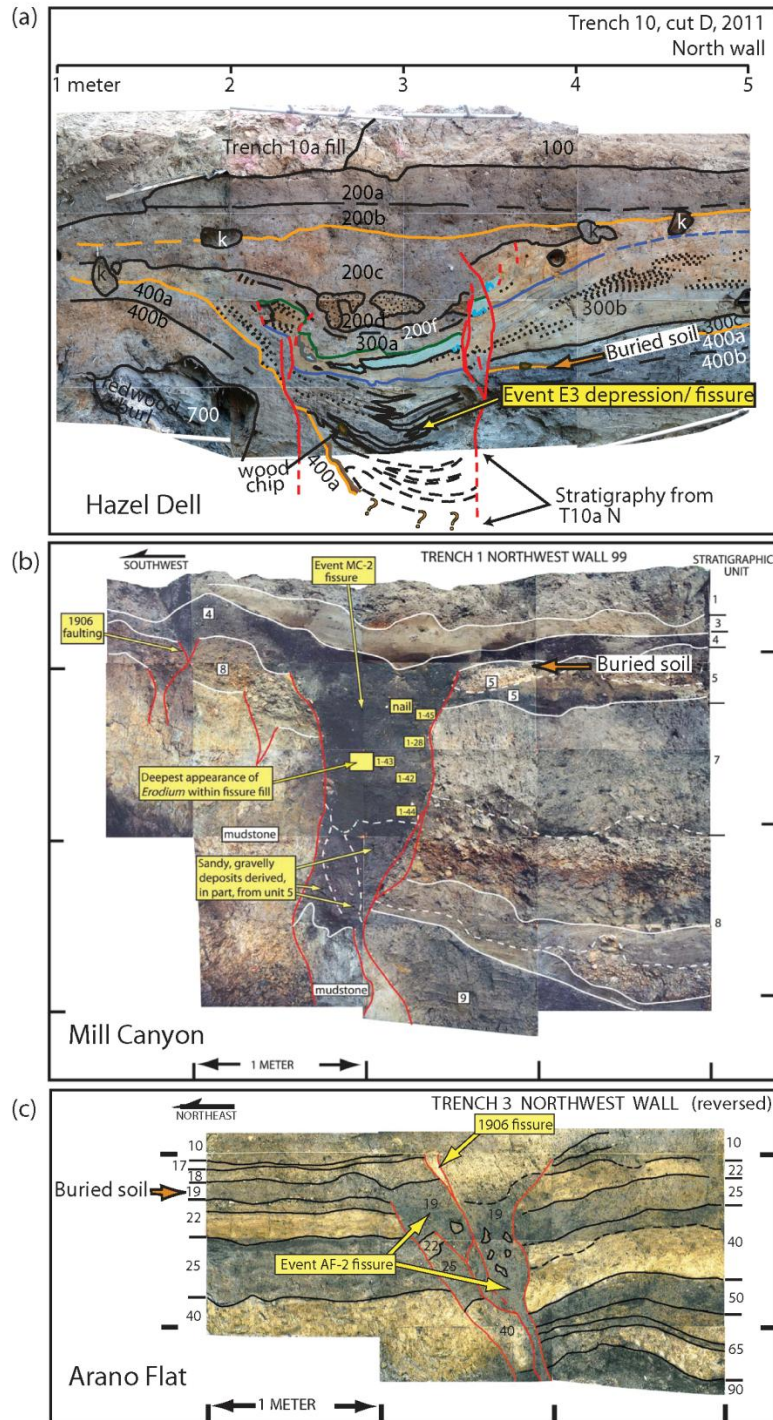 (a)
Trench 10, cut D, 2011
North wall
1 meter
2
3
4
5
Trench 10a fill
100
200a
200b
k
k
k
k
200c
400a
400b
200d
200f
300a
300b
300c
400a
400b
Buried soil
redwood
burl
700
Event E3 depression/ fissure
wood
chip
400a
? ? ?
Stratigraphy from
T10a N
Hazel Dell
(b)
SOUTHWEST
Event MC-2
fissure
TRENCH 1 NORTHWEST WALL 99
STRATIGRAPHIC
UNIT
1
3
4
5
7
8
1906
faulting
4
8
Buried soil
5
5
nail
1-45
1-28
1-43
1-42
1-44
Deepest appearance of
Erodium within fissure fill
mudstone
Sandy, gravelly
deposits derived,
in part, from unit 5
mudstone
9
Mill Canyon
1 METER
(c)
NORTHEAST
TRENCH 3 NORTHWEST WALL (reversed)
1906 fissure
10
17
18
19
22
25
40
Buried soil
19
19
22
25
40
Event AF-2 fissure
10
22
25
40
50
65
90
Arano Flat
1 METER